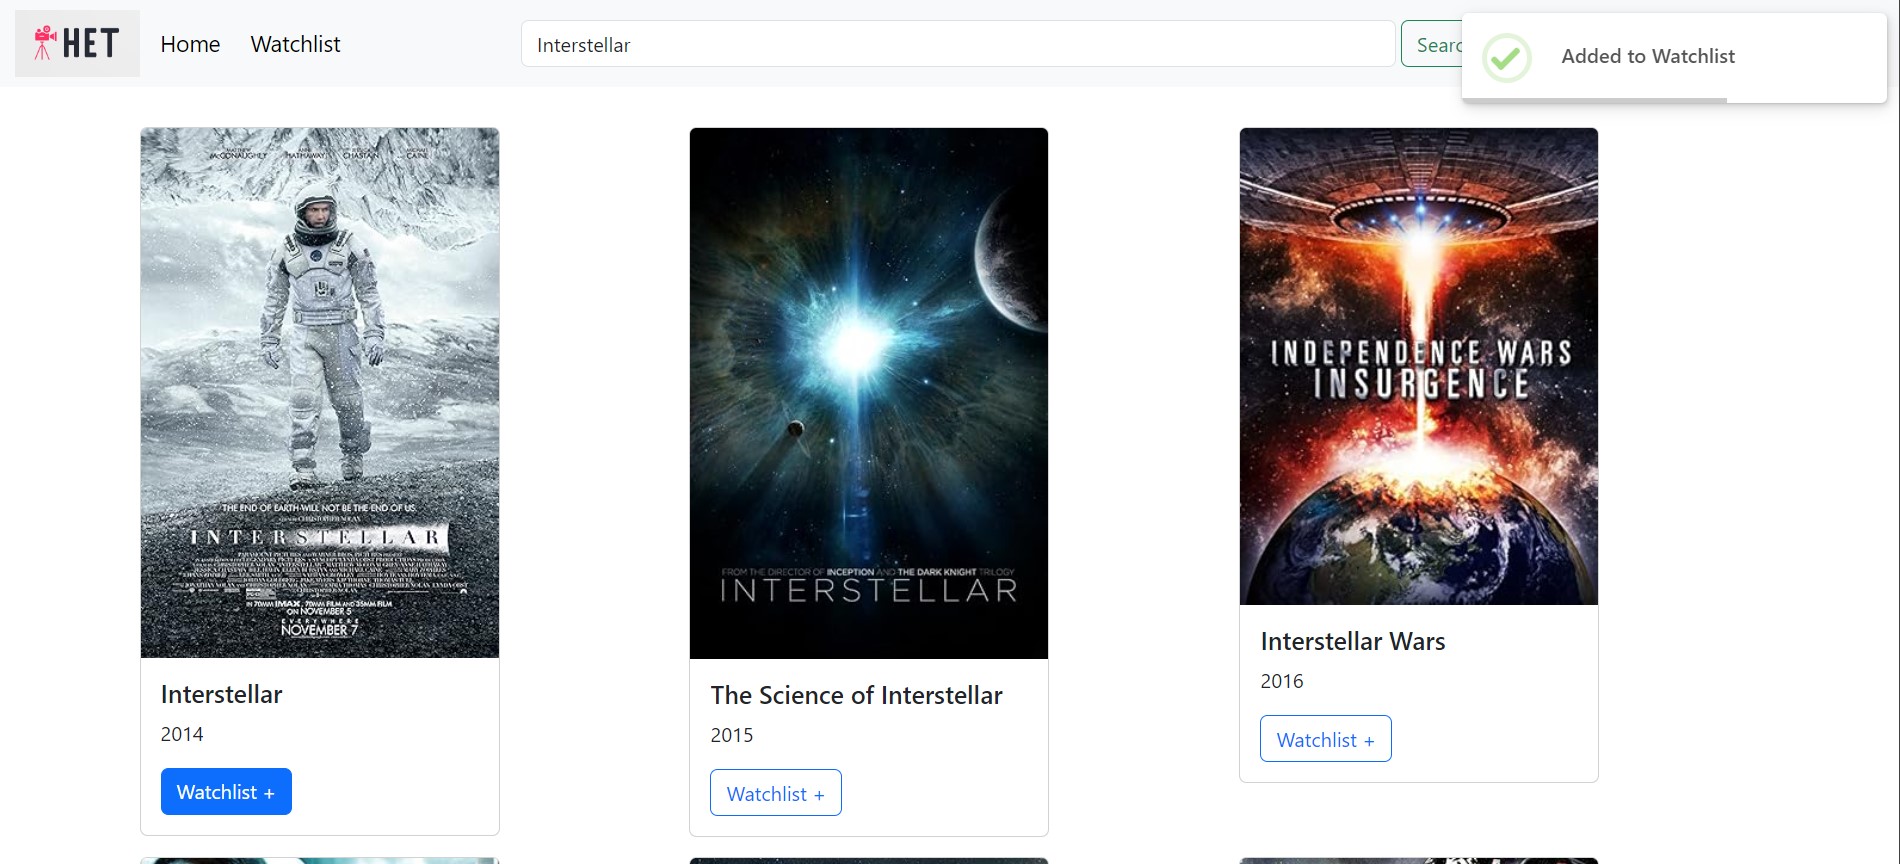 HET
Home
Watchlist
Interstellar
Searc
Added to Watchlist
MATTHEW McCONAUGHEY ANNE HATHAWAY JESSICA CHASTAIN MICHAEL CAINE
THE END OF EARTH WILL NOT BE THE END OF US
INTERSTELLAR
IN 70MM IMAX, 70MM FILM AND 35MM FILM
ON NOVEMBER 5
EVERYWHERE
NOVEMBER 7
Interstellar
2014
Watchlist +
FROM THE DIRECTOR OF INCEPTION AND THE DARK KNIGHT TRILOGY
INTERSTELLAR
The Science of Interstellar
2015
Watchlist +
INDEPENDENCE WARS
INSURGENCE
Interstellar Wars
2016
Watchlist +